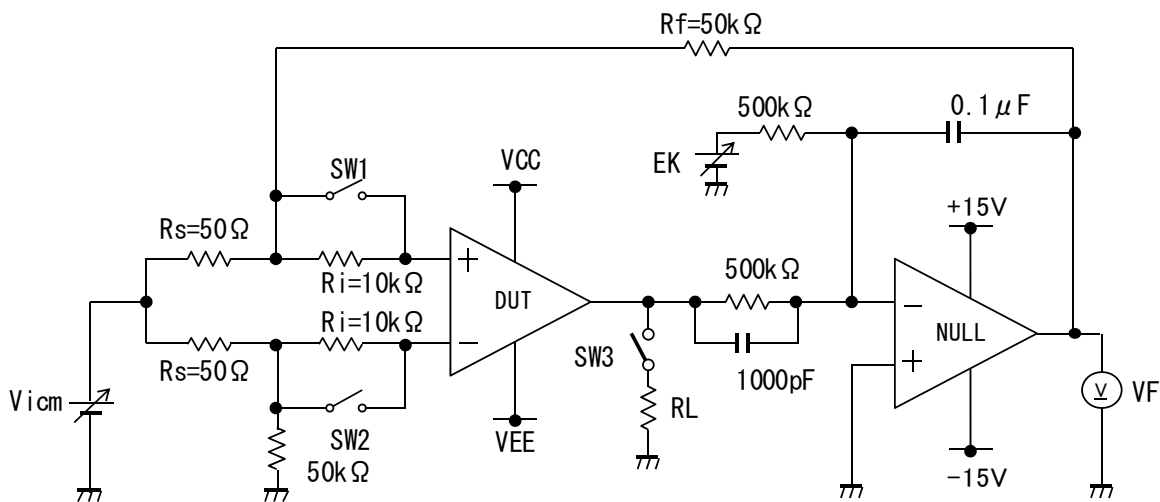 Rf=50kΩ
500kΩ
0.1μF
EK
VCC
SW1
+15V
Rs=50Ω
Ri=10kΩ
500kΩ
DUT
Ri=10kΩ
NULL
Rs=50Ω
SW3
1000pF
V
VF
Vicm
RL
SW2
VEE
50kΩ
-15V